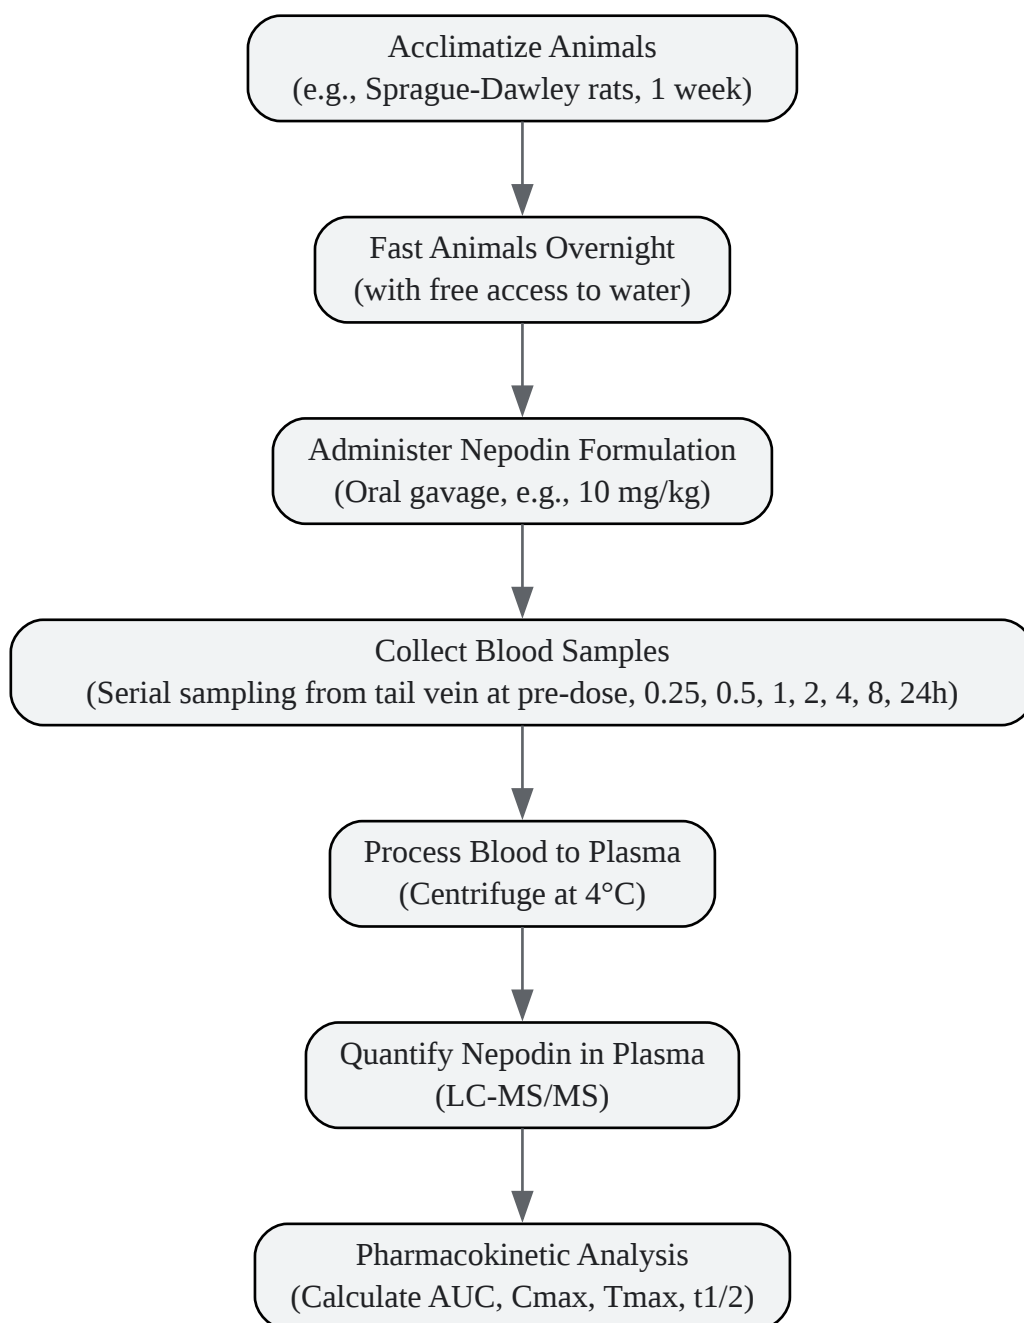 Acclimatize Animals
(e.g., Sprague-Dawley rats, 1 week)
Fast Animals Overnight
(with free access to water)
Administer Nepodin Formulation
(Oral gavage, e.g., 10 mg/kg)
Collect Blood Samples
(Serial sampling from tail vein at pre-dose, 0.25, 0.5, 1, 2, 4, 8, 24h)
Process Blood to Plasma
(Centrifuge at 4°C)
Quantify Nepodin in Plasma
(LC-MS/MS)
Pharmacokinetic Analysis
(Calculate AUC, Cmax, Tmax, t1/2)